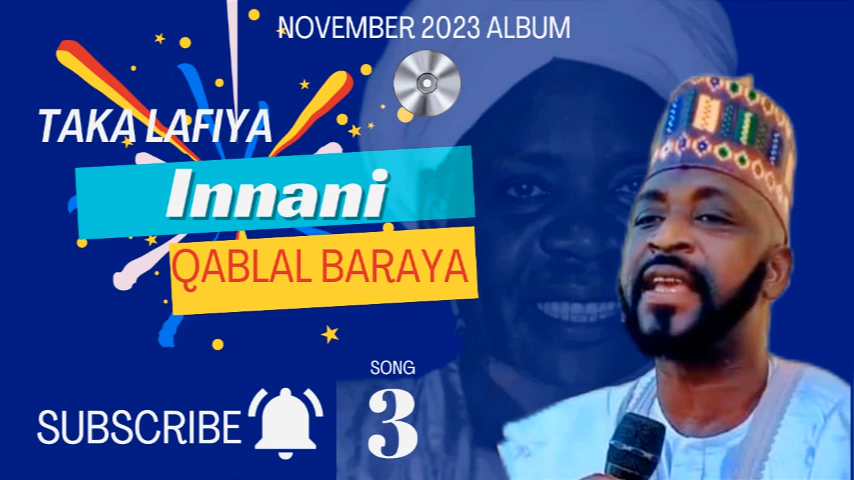 NOVEMBER 2023 ALBUM
TAKA LAFIYA
Innani
QABLAL BARAYA
SONG
3
SUBSCRIBE